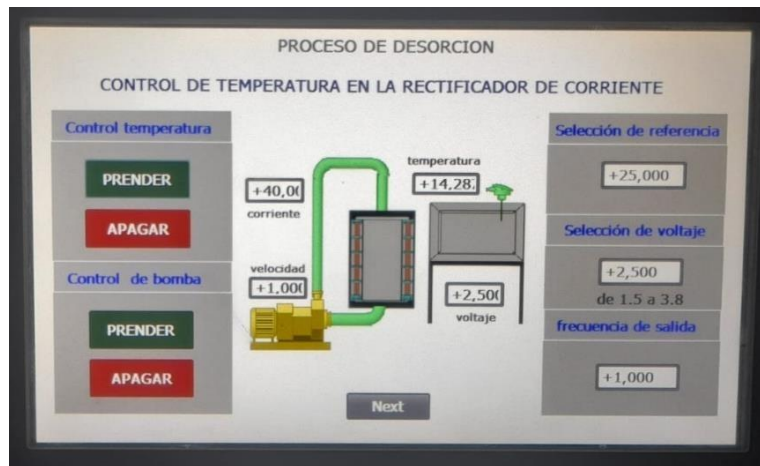 PROCESO DE DESORCION
CONTROL DE TEMPERATURA EN LA RECTIFICADOR DE CORRIENTE
Control temperatura
PRENDER
APAGAR
Control de bomba
PRENDER
APAGAR
+40,0(
corriente
velocidad
+1,00(
temperatura
+14,28
+2,50(
voltaje
Next
Selección de referencia
+25,000
Selección de voltaje
+2,500
de 1.5 a 3.8
frecuencia de salida
+1,000